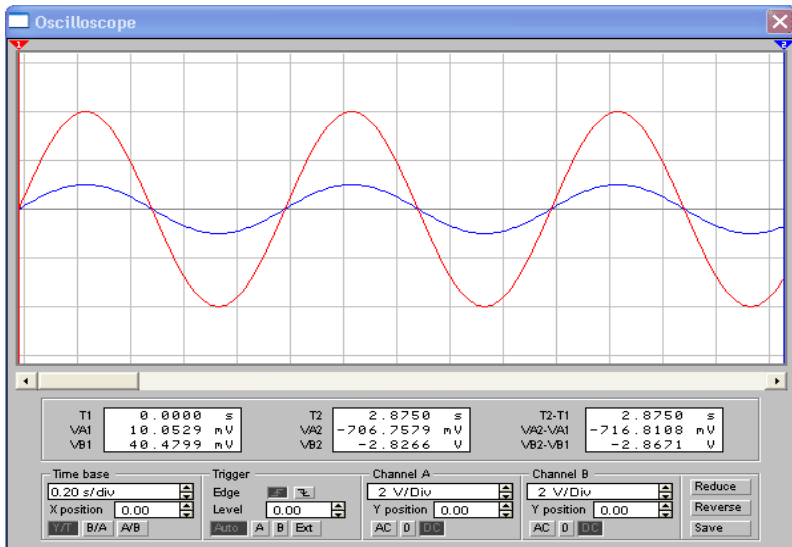 Oscilloscope
1 2
T1 0.0000 s T2 2.8750 s T2-T1 2.8750 s
VA1 10.0529 mV VA2 -706.7579 mV VA2-VA1 -716.8108 mV
VB1 40.4799 mV VB2 -2.8266 V VB2-VB1 -2.8671 V
Time base Trigger Channel A Channel B
0.20 s/div Edge 2 V/Div 2 V/Div Reduce
X position 0.00 Level 0.00 Y position 0.00 Y position 0.00 Reverse
Y/T B/A A/B Auto A B Ext AC 0 DC AC 0 DC Save